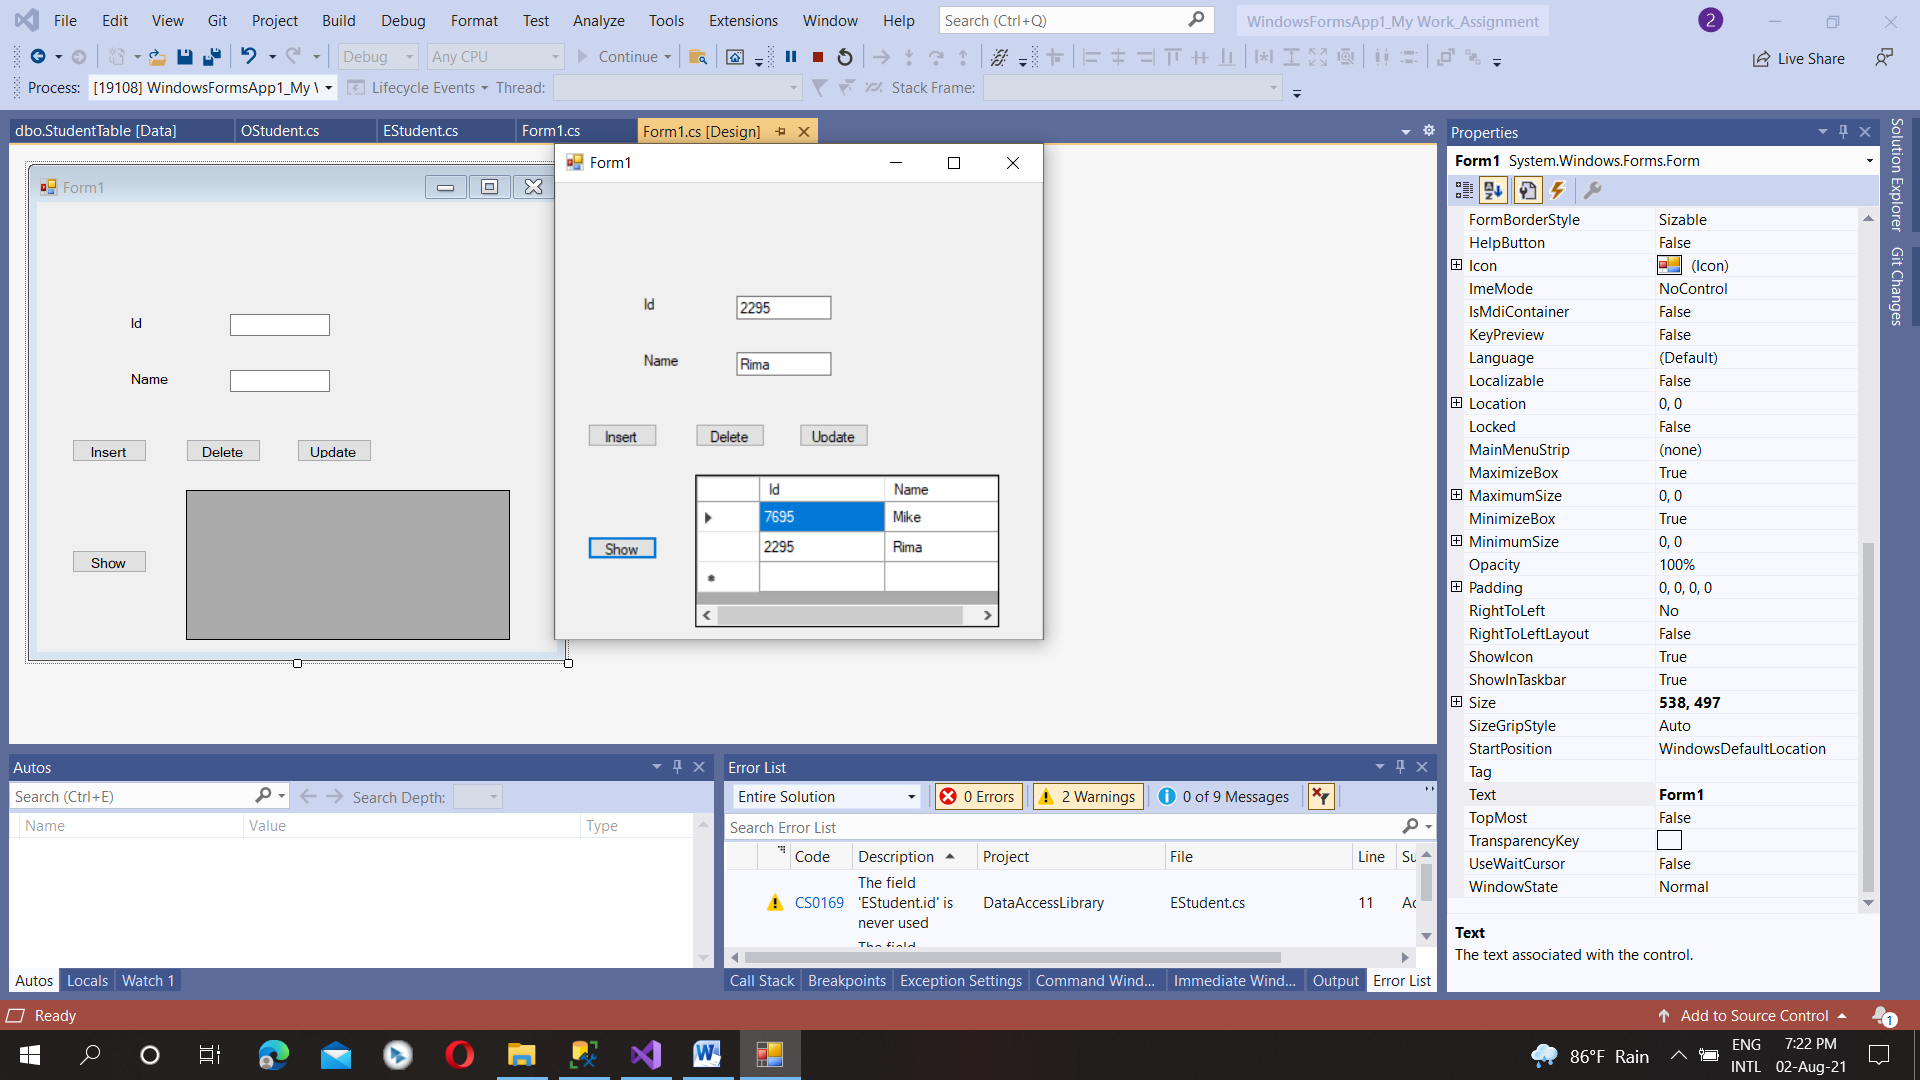 File Edit View Git Project Build Debug Format Test Analyze Tools Extensions Window Help Search (Ctrl+Q) WindowsFormsApp1_My Work_Assignment 2
Debug Any CPU Continue Live Share
Process: [19108] WindowsFormsApp1_My Lifecycle Events Thread: Stack Frame:
dbo.StudentTable [Data] OStudent.cs EStudent.cs Form1.cs Form1.cs [Design]
Form1
Id
Name
Insert Delete Update
Show
Form1
Id 2295
Name Rima
Insert Delete Update
Id Name
7695 Mike
2295 Rima
Show
Properties
Form1 System.Windows.Forms.Form
FormBorderStyle Sizable
HelpButton False
Icon (Icon)
ImeMode NoControl
IsMdiContainer False
KeyPreview False
Language (Default)
Localizable False
Location 0, 0
Locked False
MainMenuStrip (none)
MaximizeBox True
MaximumSize 0, 0
MinimizeBox True
MinimumSize 0, 0
Opacity 100%
Padding 0, 0, 0, 0
RightToLeft No
RightToLeftLayout False
ShowIcon True
ShowInTaskbar True
Size 538, 497
SizeGripStyle Auto
StartPosition WindowsDefaultLocation
Tag
Text Form1
TopMost False
TransparencyKey
UseWaitCursor False
WindowState Normal
Text
The text associated with the control.
Solution Explorer
Git Changes
Autos
Search (Ctrl+E) Search Depth:
Name Value Type
Autos Locals Watch 1
Error List
Entire Solution 0 Errors 2 Warnings 0 of 9 Messages
Search Error List
Code Description Project File Line Su
CS0169 The field 'EStudent.id' is never used DataAccessLibrary EStudent.cs 11 Ac
The field
Call Stack Breakpoints Exception Settings Command Wind... Immediate Wind... Output Error List
Ready Add to Source Control 1
86°F Rain ENG INTL 7:22 PM 02-Aug-21